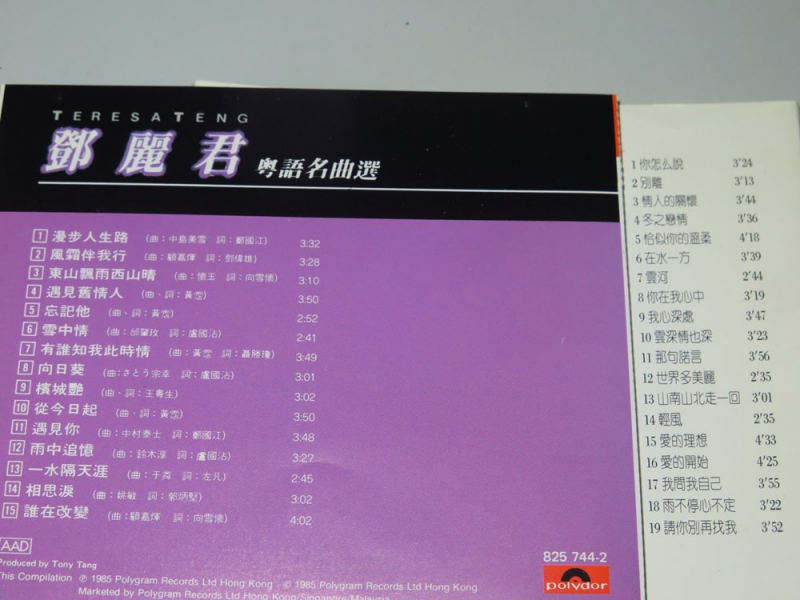 TERESA TENG
鄧麗君 粵語名曲選
1 漫步人生路 (曲：中島美雪 詞：鄭國江) 3:32
2 風霜伴我行 (曲：顧嘉煇 詞：鄧偉雄) 3:28
3 東山飄雨西山晴 (曲：懷王 詞：向雪懷) 3:10
4 遇見舊情人 (曲、詞：黃霑) 3:50
5 忘記他 (曲、詞：黃霑) 2:52
6 雪中情 (曲：邰肇玫 詞：盧國沾) 2:41
7 有誰知我此時情 (曲：黃霑 詞：聶勝瓊) 3:49
8 向日葵 (曲：さとう宗幸 詞：盧國沾) 3:01
9 檳城艷 (曲、詞：王粵生) 3:02
10 從今日起 (曲、詞：黃霑) 3:50
11 遇見你 (曲：中村泰士 詞：鄭國江) 3:48
12 雨中追憶 (曲：鈴木淳 詞：盧國沾) 3:27
13 一水隔天涯 (曲：于粦 詞：左几) 2:45
14 相思淚 (曲：姚敏 詞：郭炳堅) 3:02
15 誰在改變 (曲：顧嘉煇 詞：向雪懷) 4:02
AAD
825 744-2
Produced by Tony Tang
This Compilation ℗ 1985 Polygram Records Ltd Hong Kong © 1985 Polygram Records Ltd Hong Kong
Marketed by Polygram Records Ltd Hong Kong/Singapore/Malaysia
polydor
1 你怎么說 3'24
2 別離 3'13
3 情人的關懷 3'44
4 冬之戀情 3'36
5 恰似你的溫柔 4'18
6 在水一方 3'39
7 雲河 2'44
8 你在我心中 3'19
9 我心深處 3'47
10 雲深情也深 3'23
11 那句諾言 3'56
12 世界多美麗 2'35
13 山南山北走一回 3'01
14 輕風 2'35
15 愛的理想 4'33
16 愛的開始 4'25
17 我問我自己 3'55
18 雨不停心不定 3'22
19 請你別再找我 3'52